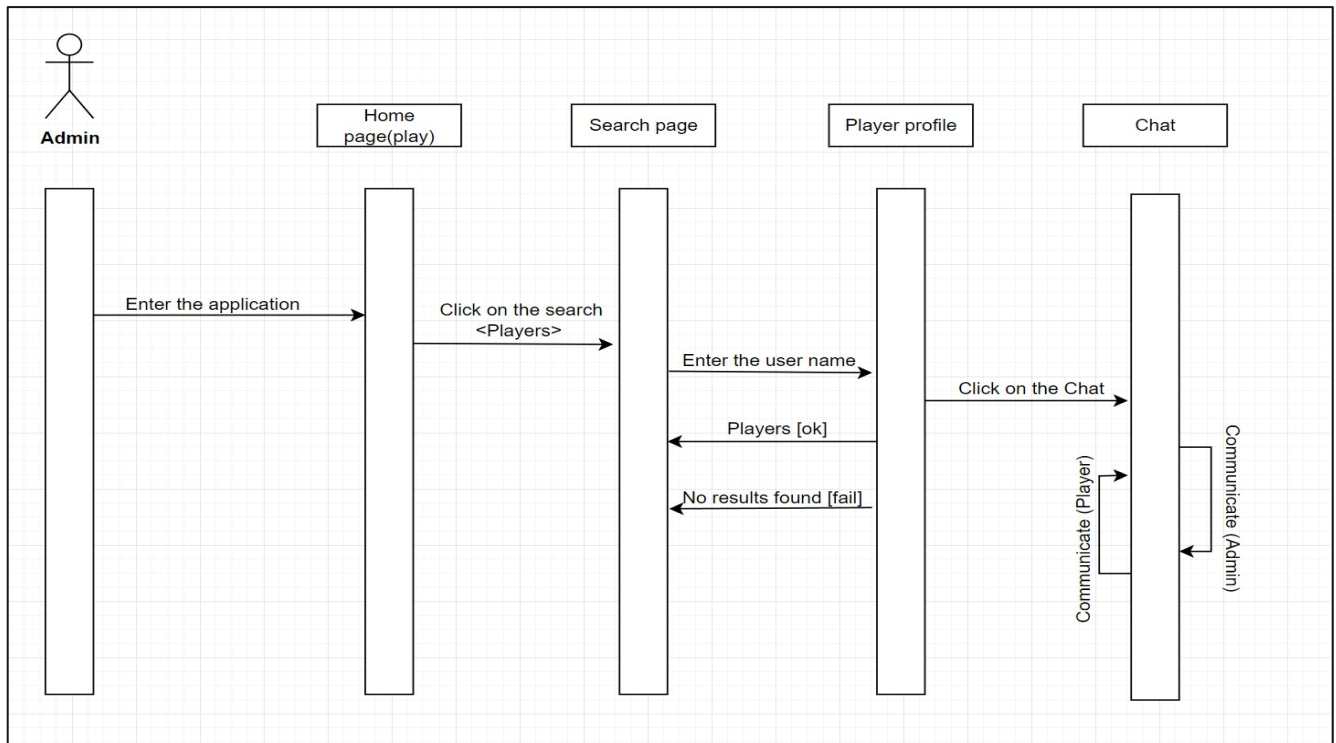 Admin
Home
page(play)
Search page
Player profile
Chat
Enter the application
Click on the search
<Players>
Enter the user name
Click on the Chat
Players [ok]
No results found [fail]
Communicate (Player)
Communicate (Admin)